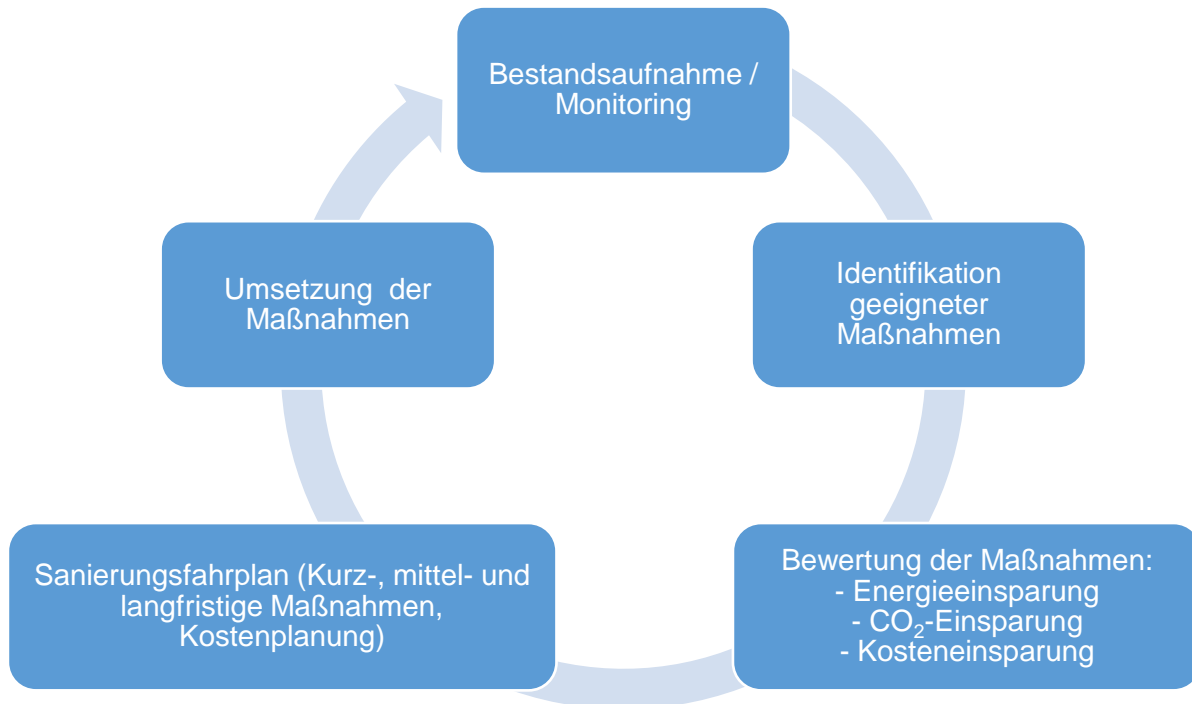 Bestandsaufnahme /
Monitoring
Identifikation
geeigneter
Maßnahmen
Bewertung der Maßnahmen:
- Energieeinsparung
- CO₂-Einsparung
- Kosteneinsparung
Sanierungsfahrplan (Kurz-, mittel- und
langfristige Maßnahmen,
Kostenplanung)
Umsetzung der
Maßnahmen